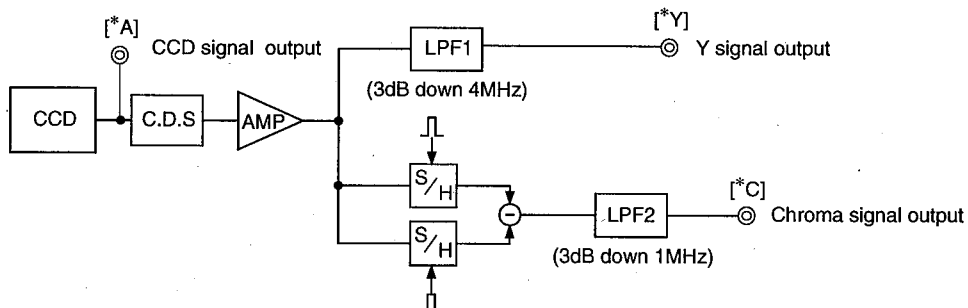 [*A]
CCD signal output
[*Y]
LPF1
Y signal output
(3dB down 4MHz)
CCD
C.D.S
AMP
S/H
[*C]
LPF2
Chroma signal output
S/H
(3dB down 1MHz)